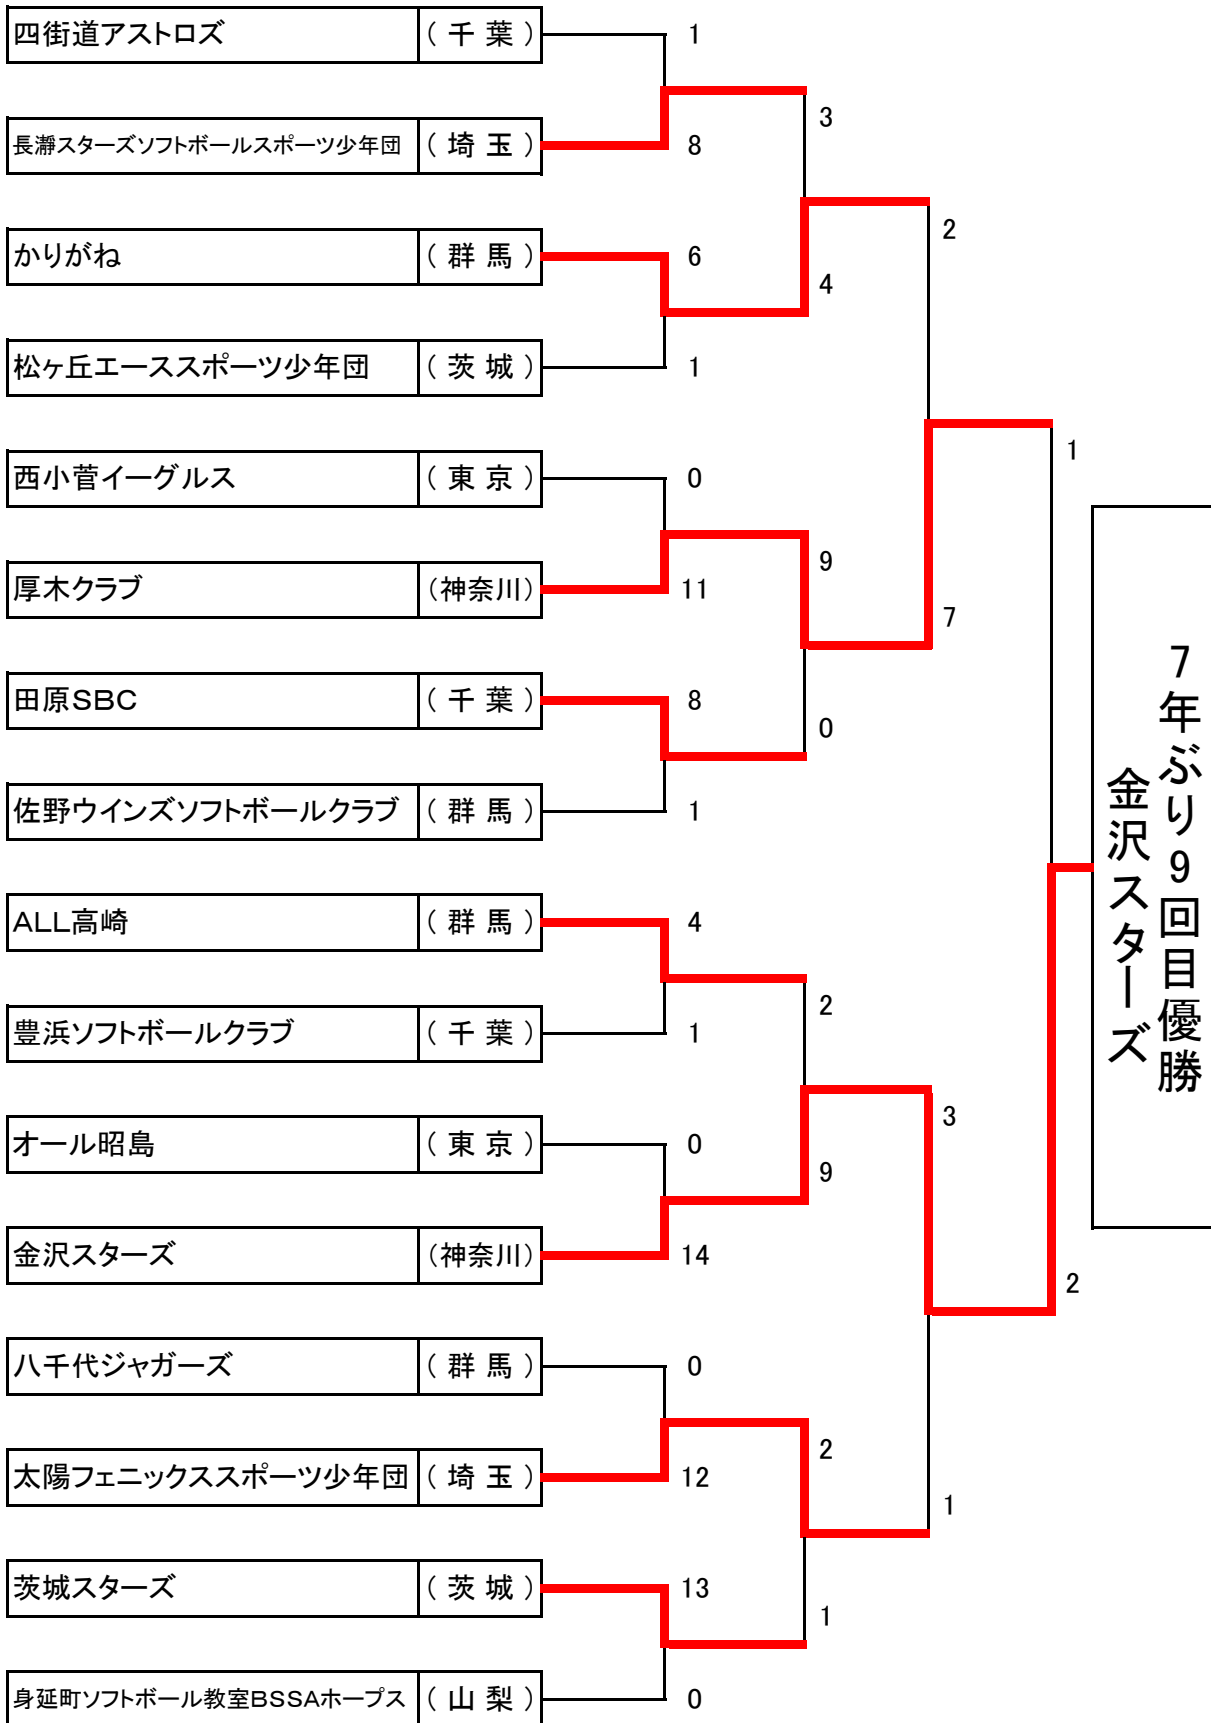 四街道アストロズ (千葉) 1
3
長瀞スターズソフトボールスポーツ少年団 (埼玉) 8
2
かりがね (群馬) 6
4
松ヶ丘エーススポーツ少年団 (茨城) 1
1
西小菅イーグルス (東京) 0
9
厚木クラブ (神奈川) 11
7
田原SBC (千葉) 8
0
佐野ウインズソフトボールクラブ (群馬) 1
7年ぶり9回目優勝
金沢スターズ
ALL高崎 (群馬) 4
2
豊浜ソフトボールクラブ (千葉) 1
3
オール昭島 (東京) 0
9
金沢スターズ (神奈川) 14
2
八千代ジャガーズ (群馬) 0
2
太陽フェニックススポーツ少年団 (埼玉) 12
1
茨城スターズ (茨城) 13
1
身延町ソフトボール教室BSSAホープス (山梨) 0